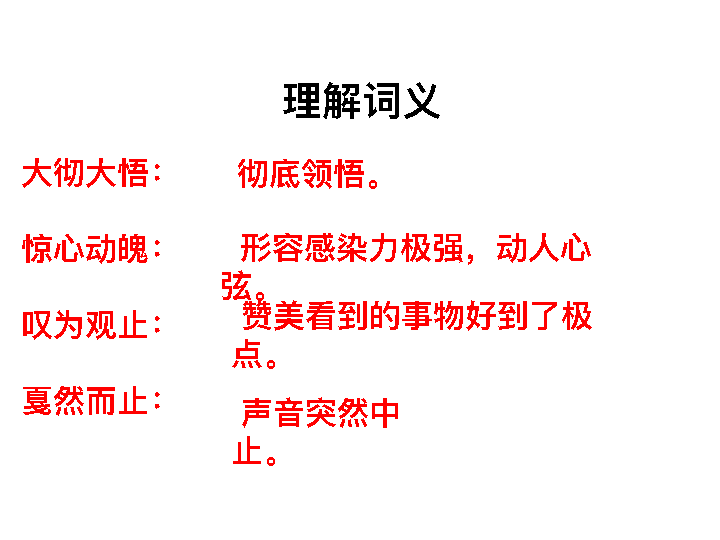 理解词义
大彻大悟：
彻底领悟。
惊心动魄：
形容感染力极强，动人心
弦。
叹为观止：
赞美看到的事物好到了极
点。
戛然而止：
声音突然中
止。